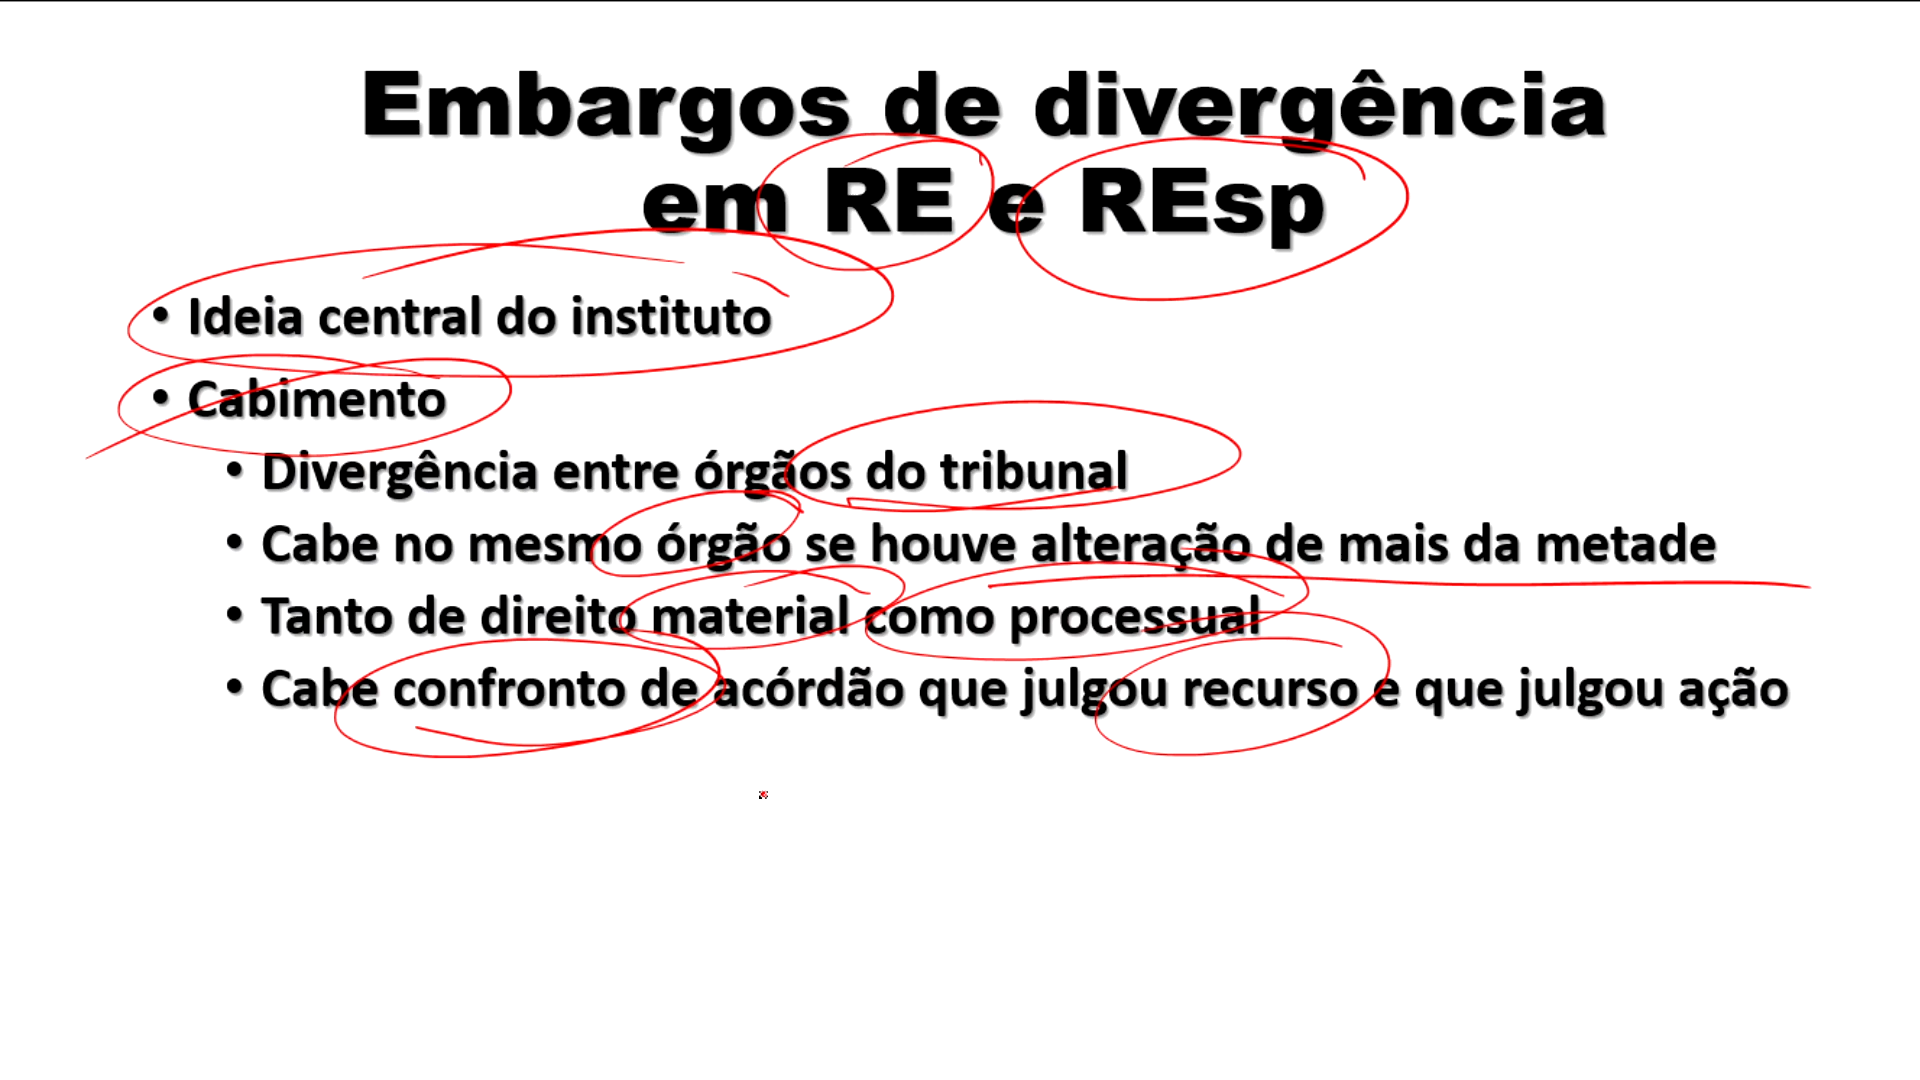 Embargos de divergência
em RE e REsp
• Ideia central do instituto
• Cabimento
• Divergência entre órgãos do tribunal
• Cabe no mesmo órgão se houve alteração de mais da metade
• Tanto de direito material como processual
• Cabe confronto de acórdão que julgou recurso e que julgou ação